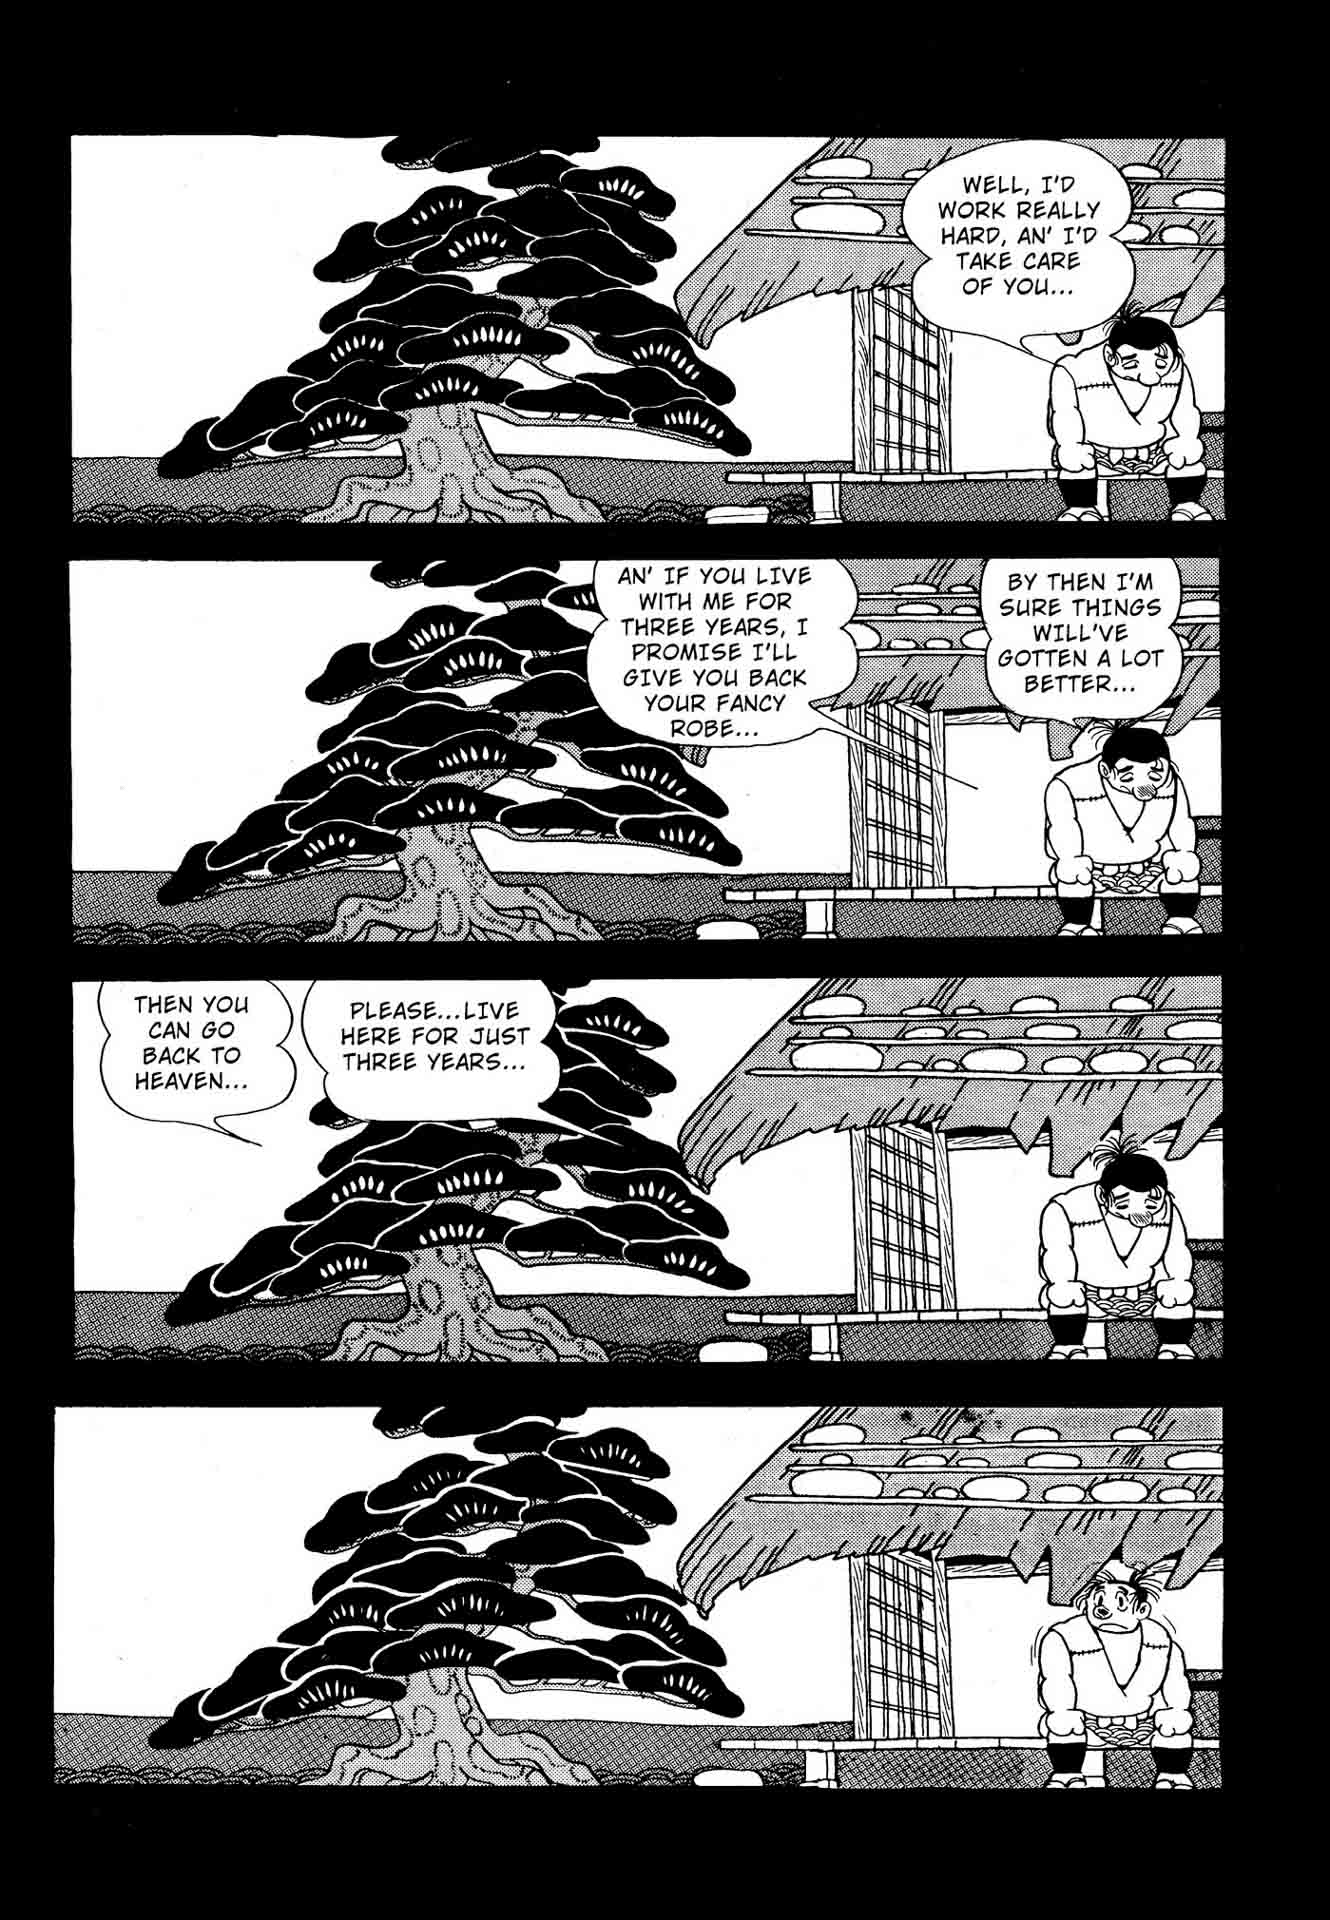 WELL, I'D
WORK REALLY
HARD, AN' I'D
TAKE CARE
OF YOU...
AN' IF YOU LIVE
WITH ME FOR
THREE YEARS, I
PROMISE I'LL
GIVE YOU BACK
YOUR FANCY
ROBE...
BY THEN I'M
SURE THINGS
WILL'VE
GOTTEN A LOT
BETTER...
THEN YOU
CAN GO
BACK TO
HEAVEN...
PLEASE...LIVE
HERE FOR JUST
THREE YEARS...